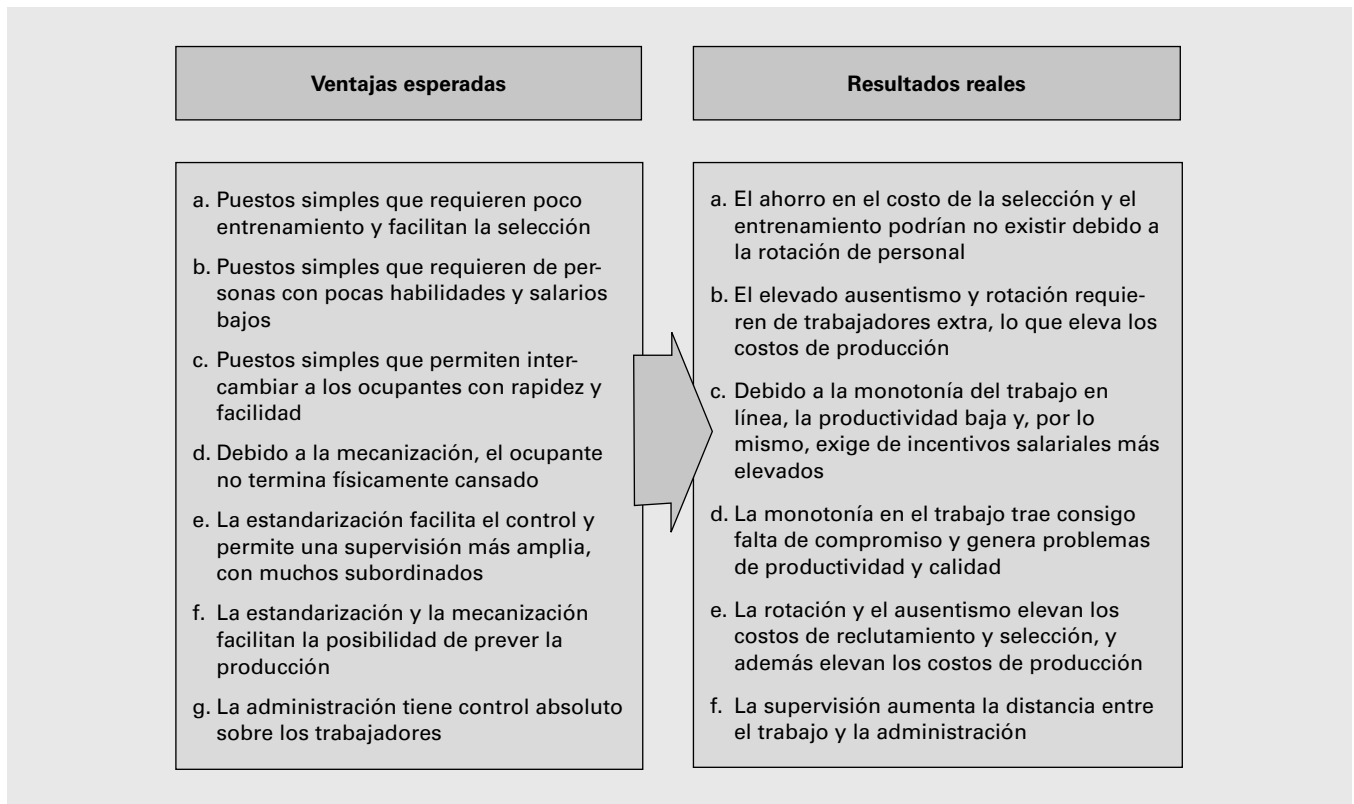 Ventajas esperadas
a. Puestos simples que requieren poco
entrenamiento y facilitan la selección
b. Puestos simples que requieren de per-
sonas con pocas habilidades y salarios
bajos
c. Puestos simples que permiten inter-
cambiar a los ocupantes con rapidez y
facilidad
d. Debido a la mecanización, el ocupante
no termina físicamente cansado
e. La estandarización facilita el control y
permite una supervisión más amplia,
con muchos subordinados
f. La estandarización y la mecanización
facilitan la posibilidad de prever la
producción
g. La administración tiene control absoluto
sobre los trabajadores
Resultados reales
a. El ahorro en el costo de la selección y el
entrenamiento podrían no existir debido a
la rotación de personal
b. El elevado ausentismo y rotación requie-
ren de trabajadores extra, lo que eleva los
costos de producción
c. Debido a la monotonía del trabajo en
línea, la productividad baja y, por lo
mismo, exige de incentivos salariales más
elevados
d. La monotonía en el trabajo trae consigo
falta de compromiso y genera problemas
de productividad y calidad
e. La rotación y el ausentismo elevan los
costos de reclutamiento y selección, y
además elevan los costos de producción
f. La supervisión aumenta la distancia entre
el trabajo y la administración